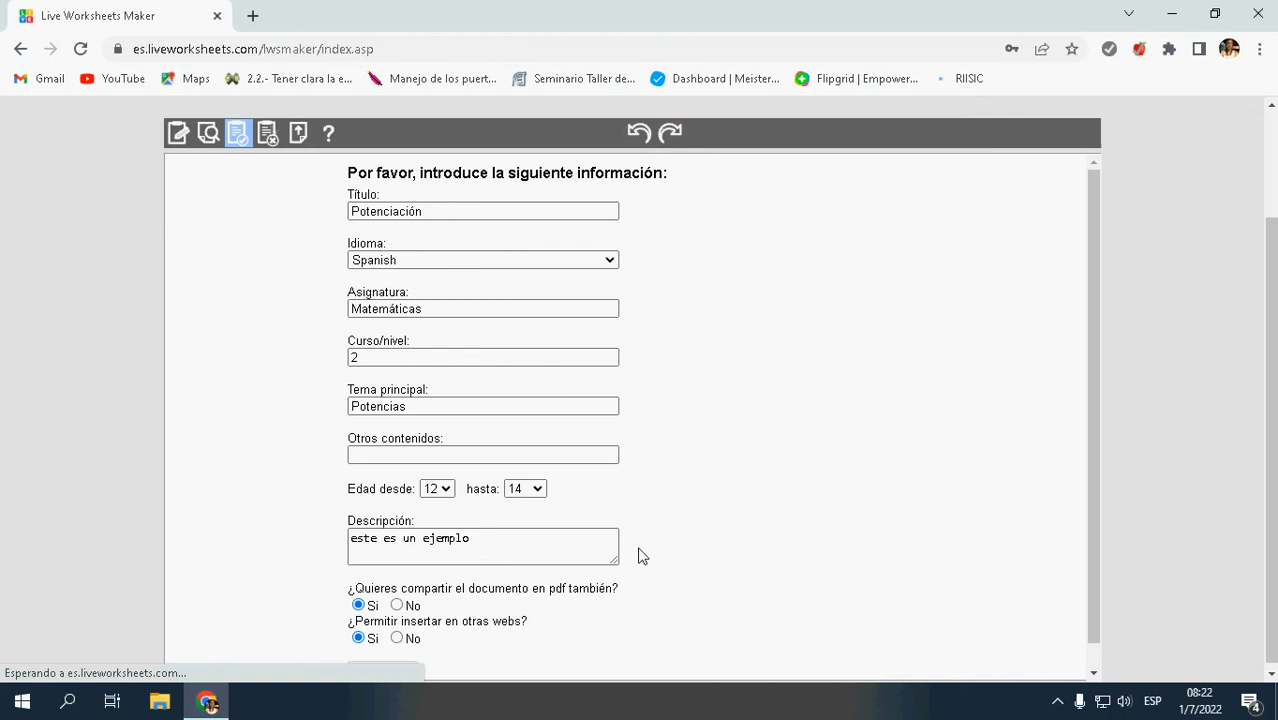 Live Worksheets Maker
es.liveworksheets.com/lwsmaker/index.asp
Gmail
YouTube
Maps
2.2.- Tener clara la e...
Manejo de los puert...
Seminario Taller de...
Dashboard | Meister...
Flipgrid | Empower...
RIISIC
Por favor, introduce la siguiente información:
Título:
Potenciación
Idioma:
Spanish
Asignatura:
Matemáticas
Curso/nivel:
2
Tema principal:
Potencias
Otros contenidos:
Edad desde: 12 hasta: 14
Descripción:
este es un ejemplo
¿Quieres compartir el documento en pdf también?
Si No
¿Permitir insertar en otras webs?
Si No
Esperando a es.liveworksheets.com...
ESP
08:22
1/7/2022
4